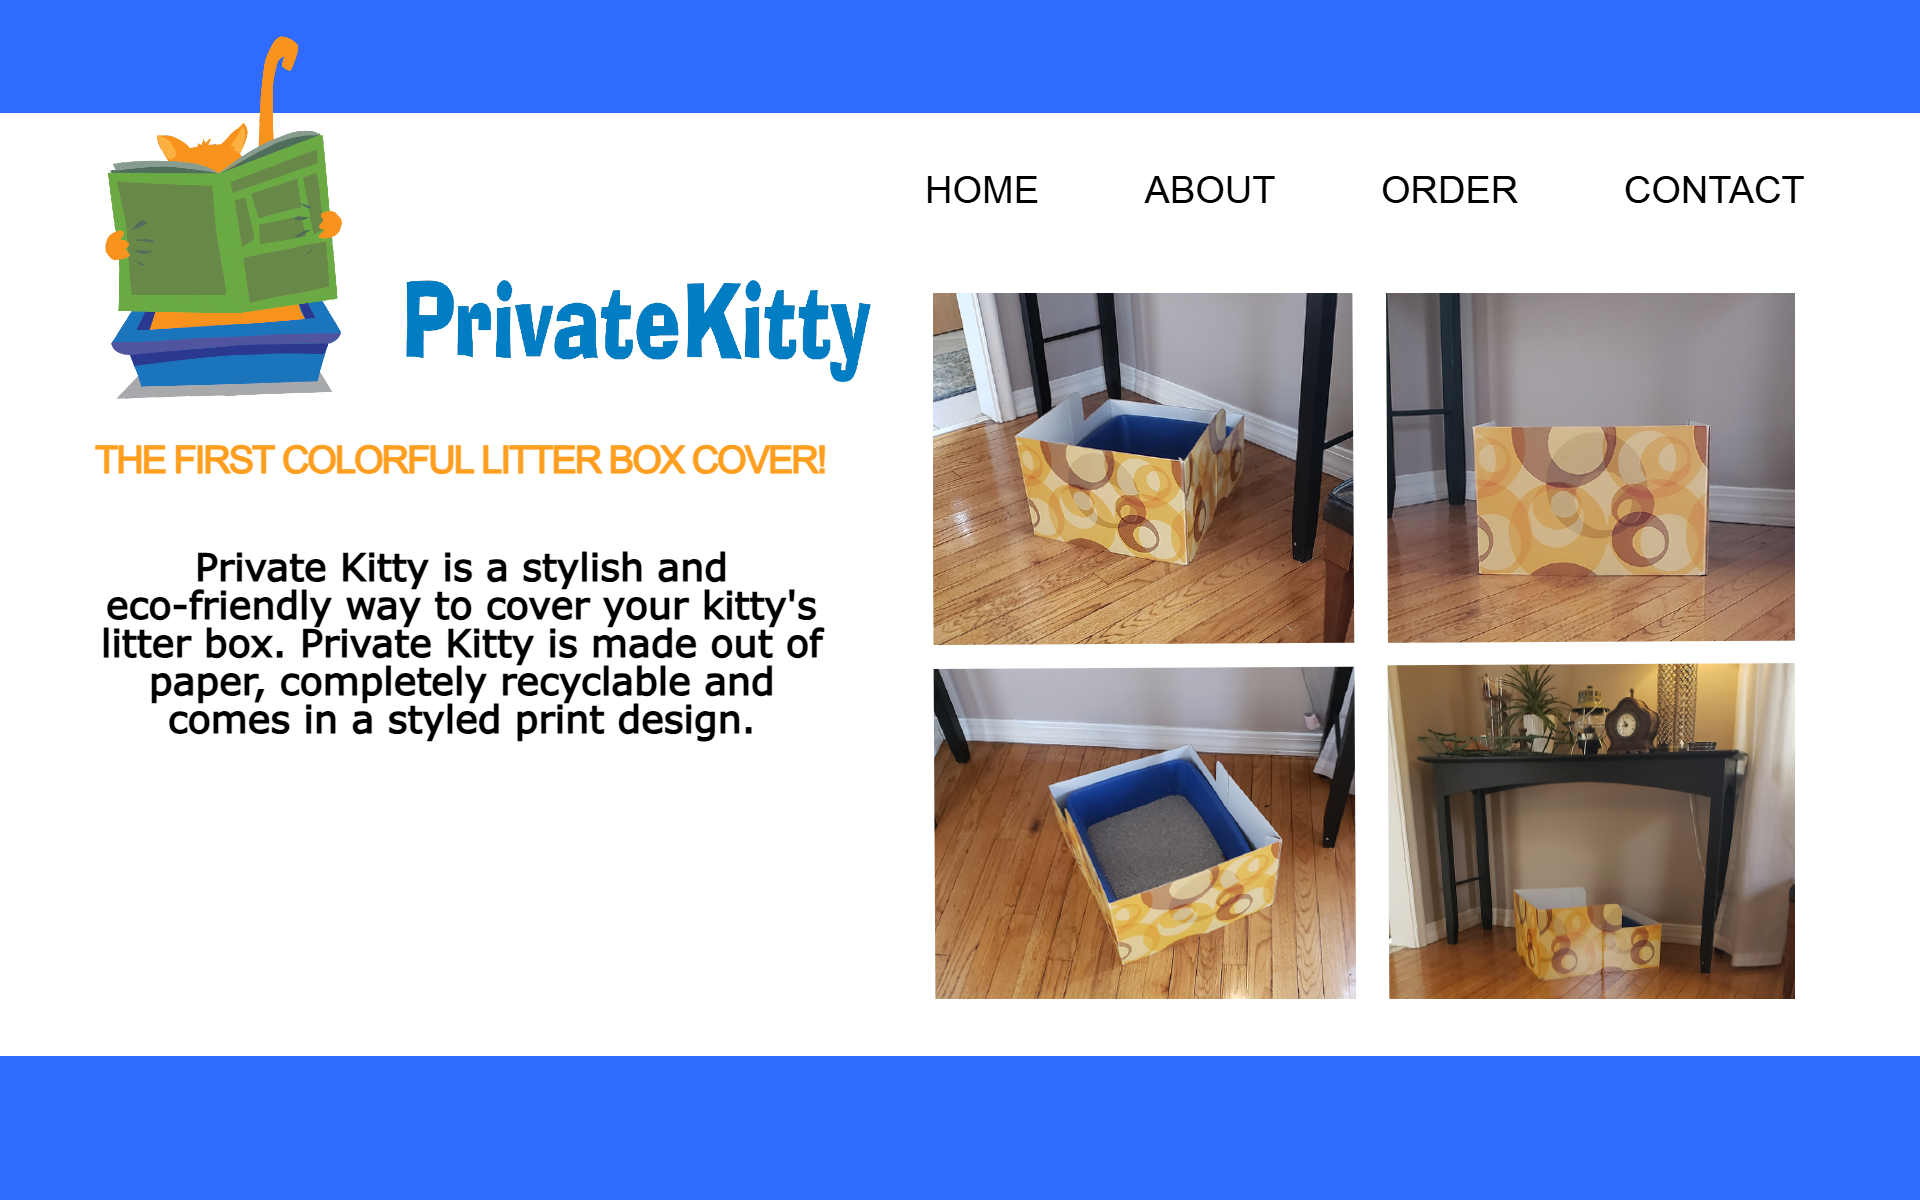 HOME ABOUT ORDER CONTACT
PrivateKitty
THE FIRST COLORFUL LITTER BOX COVER!
Private Kitty is a stylish and
eco-friendly way to cover your kitty's
litter box. Private Kitty is made out of
paper, completely recyclable and
comes in a styled print design.